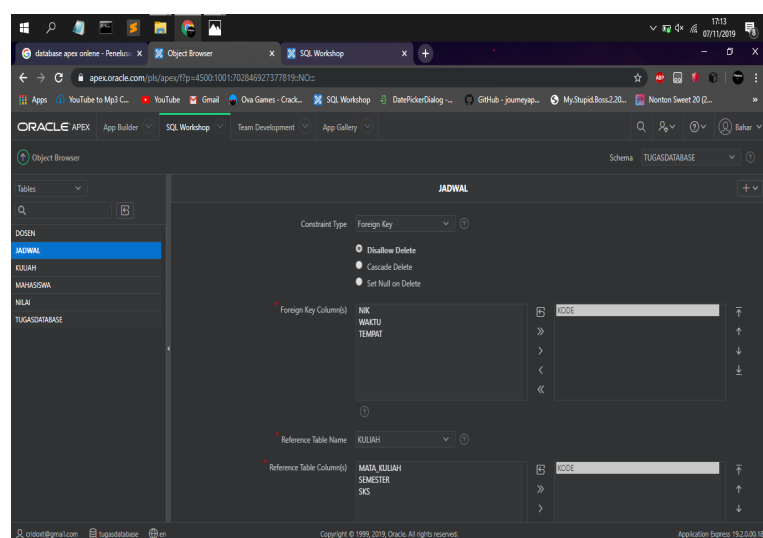 17:13
07/11/2019
database apex onlene - Penelusu
Object Browser
SQL Workshop
apex.oracle.com/pls/apex/f?p=4500:1001:702846927377819::NO:::
Apps
YouTube to Mp3 C...
YouTube
Gmail
Ova Games - Crack...
SQL Workshop
DatePickerDialog -...
GitHub - journeyap...
My.Stupid.Boss.2.20...
Nonton Sweet 20 (2...
»
ORACLE APEX
App Builder
SQL Workshop
Team Development
App Gallery
Bahar
Object Browser
Schema TUGASDATABASE
Tables
JADWAL
DOSEN
JADWAL
KULIAH
MAHASISWA
NILAI
TUGASDATABASE
Constraint Type Foreign Key
Disallow Delete
Cascade Delete
Set Null on Delete
* Foreign Key Column(s)
NIK
WAKTU
TEMPAT
KODE
* Reference Table Name KULIAH
* Reference Table Column(s)
MATA_KULIAH
SEMESTER
SKS
KODE
cridoxt@gmail.com
tugasdatabase
en
Copyright © 1999, 2019, Oracle. All rights reserved.
Application Express 19.2.0.00.18